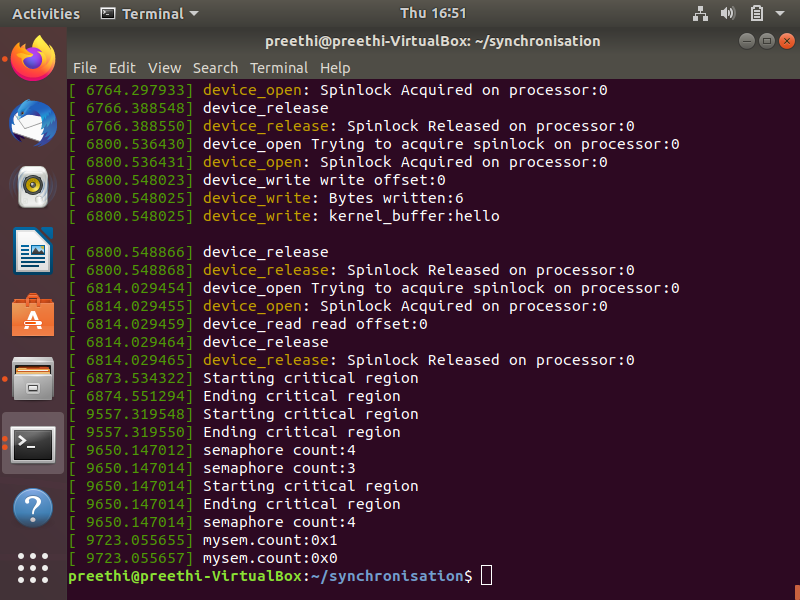 Activities Terminal Thu 16:51
preethi@preethi-VirtualBox: ~/synchronisation
File Edit View Search Terminal Help
[ 6764.297933] device_open: Spinlock Acquired on processor:0
[ 6766.388548] device_release
[ 6766.388550] device_release: Spinlock Released on processor:0
[ 6800.536430] device_open Trying to acquire spinlock on processor:0
[ 6800.536431] device_open: Spinlock Acquired on processor:0
[ 6800.548023] device_write write offset:0
[ 6800.548025] device_write: Bytes written:6
[ 6800.548025] device_write: kernel_buffer:hello
[ 6800.548866] device_release
[ 6800.548868] device_release: Spinlock Released on processor:0
[ 6814.029454] device_open Trying to acquire spinlock on processor:0
[ 6814.029455] device_open: Spinlock Acquired on processor:0
[ 6814.029459] device_read read offset:0
[ 6814.029464] device_release
[ 6814.029465] device_release: Spinlock Released on processor:0
[ 6873.534322] Starting critical region
[ 6874.551294] Ending critical region
[ 9557.319548] Starting critical region
[ 9557.319550] Ending critical region
[ 9650.147012] semaphore count:4
[ 9650.147014] semaphore count:3
[ 9650.147014] Starting critical region
[ 9650.147014] Ending critical region
[ 9650.147014] semaphore count:4
[ 9723.055655] mysem.count:0x1
[ 9723.055657] mysem.count:0x0
preethi@preethi-VirtualBox:~/synchronisation$